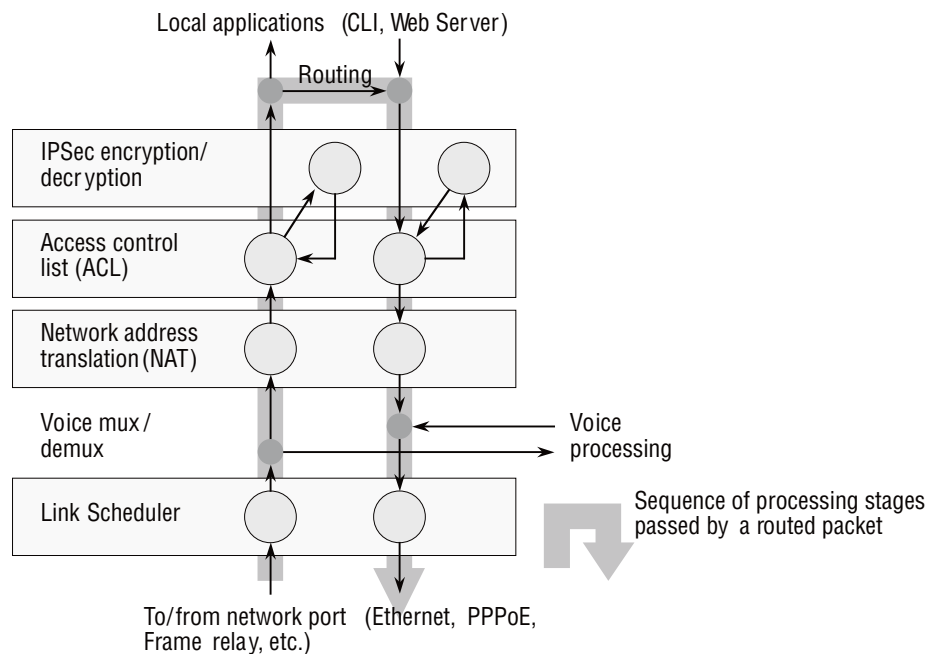 Local applications (CLI, Web Server)
Routing
IPSec encryption/
decryption
Access control
list (ACL)
Network address
translation (NAT)
Voice mux/
demux
Voice
processing
Link Scheduler
Sequence of processing stages
passed by a routed packet
To/from network port (Ethernet, PPPoE,
Frame relay, etc.)